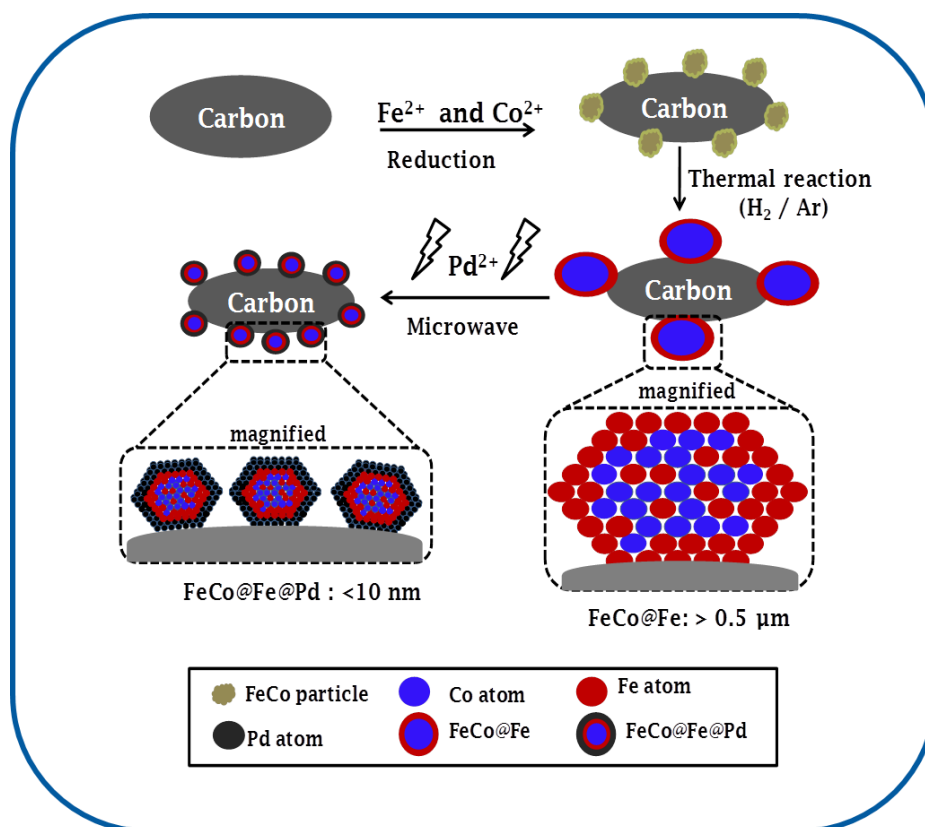 Carbon
Fe²⁺ and Co²⁺
Reduction
Carbon
Thermal reaction
(H₂ / Ar)
Carbon
Pd²⁺
Microwave
Carbon
magnified
magnified
FeCo@Fe@Pd : <10 nm
FeCo@Fe: > 0.5 µm
FeCo particle
Co atom
Fe atom
Pd atom
FeCo@Fe
FeCo@Fe@Pd